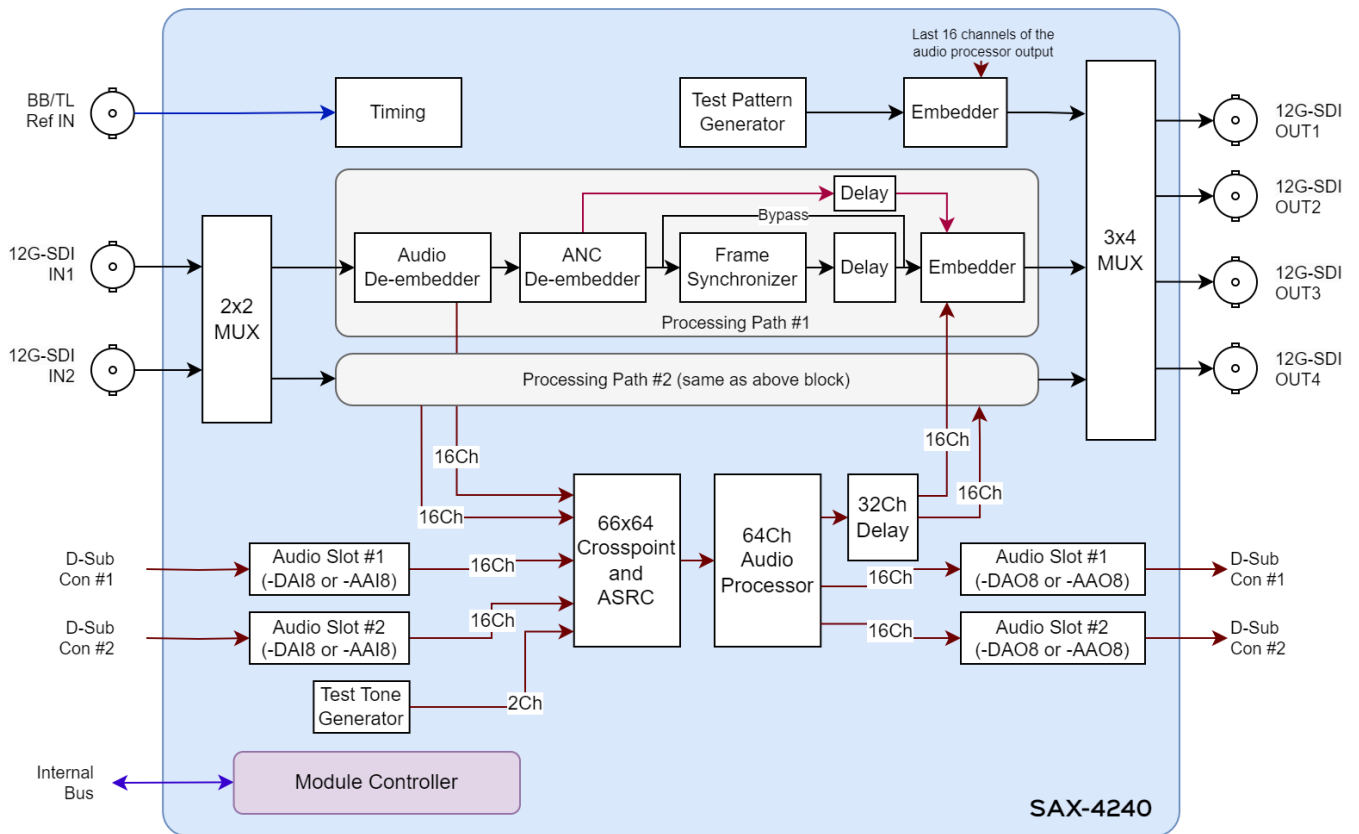 Last 16 channels of the
audio processor output
BB/TL
Ref IN
Timing
Test Pattern
Generator
Embedder
12G-SDI
OUT1
Delay
Bypass
12G-SDI
OUT2
12G-SDI
IN1
2x2
MUX
Audio
De-embedder
ANC
De-embedder
Frame
Synchronizer
Delay
Embedder
3x4
MUX
12G-SDI
OUT3
Processing Path #1
12G-SDI
IN2
Processing Path #2 (same as above block)
12G-SDI
OUT4
16Ch
16Ch
16Ch
16Ch
66x64
Crosspoint
and
ASRC
64Ch
Audio
Processor
32Ch
Delay
D-Sub
Con #1
Audio Slot #1
(-DAI8 or -AAI8)
16Ch
16Ch
Audio Slot #1
(-DAO8 or -AAO8)
D-Sub
Con #1
D-Sub
Con #2
Audio Slot #2
(-DAI8 or -AAI8)
16Ch
16Ch
Audio Slot #2
(-DAO8 or -AAO8)
D-Sub
Con #2
Test Tone
Generator
2Ch
Internal
Bus
Module Controller
SAX-4240